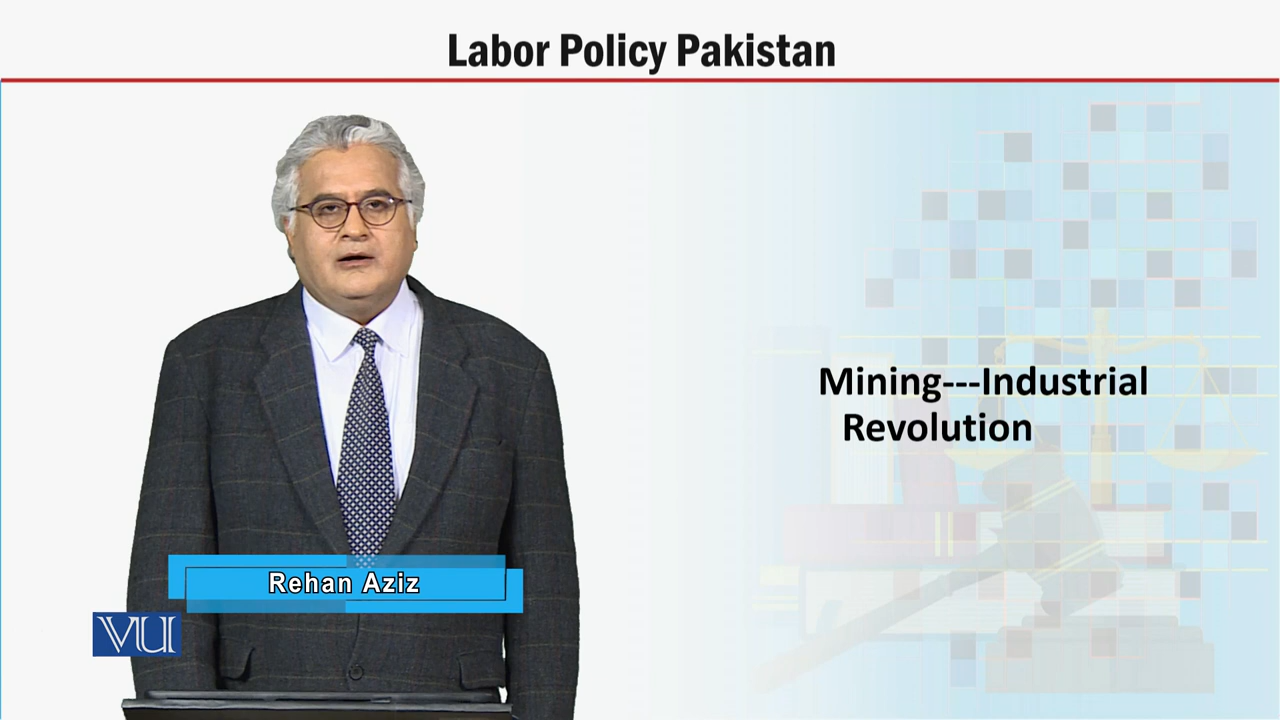 Labor Policy Pakistan
Mining---Industrial
Revolution
Rehan Aziz
VU